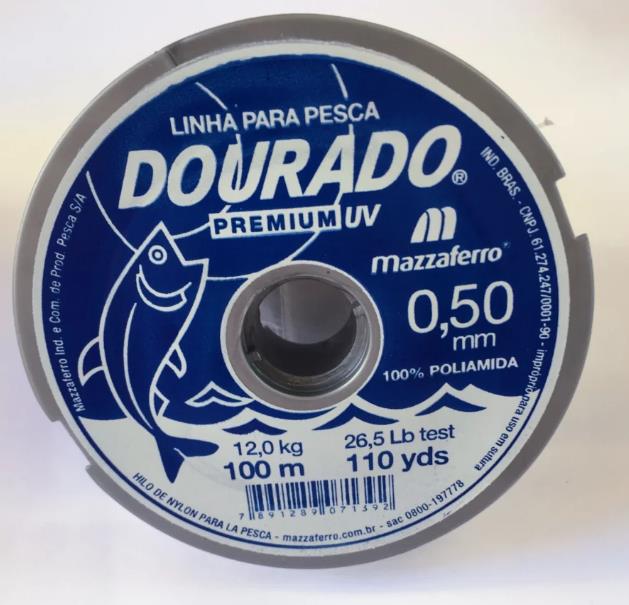 LINHA PARA PESCA
DOURADO®
PREMIUM UV
mazzaferro®
0,50
mm
100% POLIAMIDA
12,0 kg 26,5 Lb test
100 m 110 yds
7 891289 071392
Mazzaferro Ind. e Com. de Prod. Pesca S/A
IND. BRAS. - CNPJ. 61.274.247/0001-90 - impróprio para uso em sutura
HILO DE NYLON PARA LA PESCA - mazzaferro.com.br - sac 0800-197778